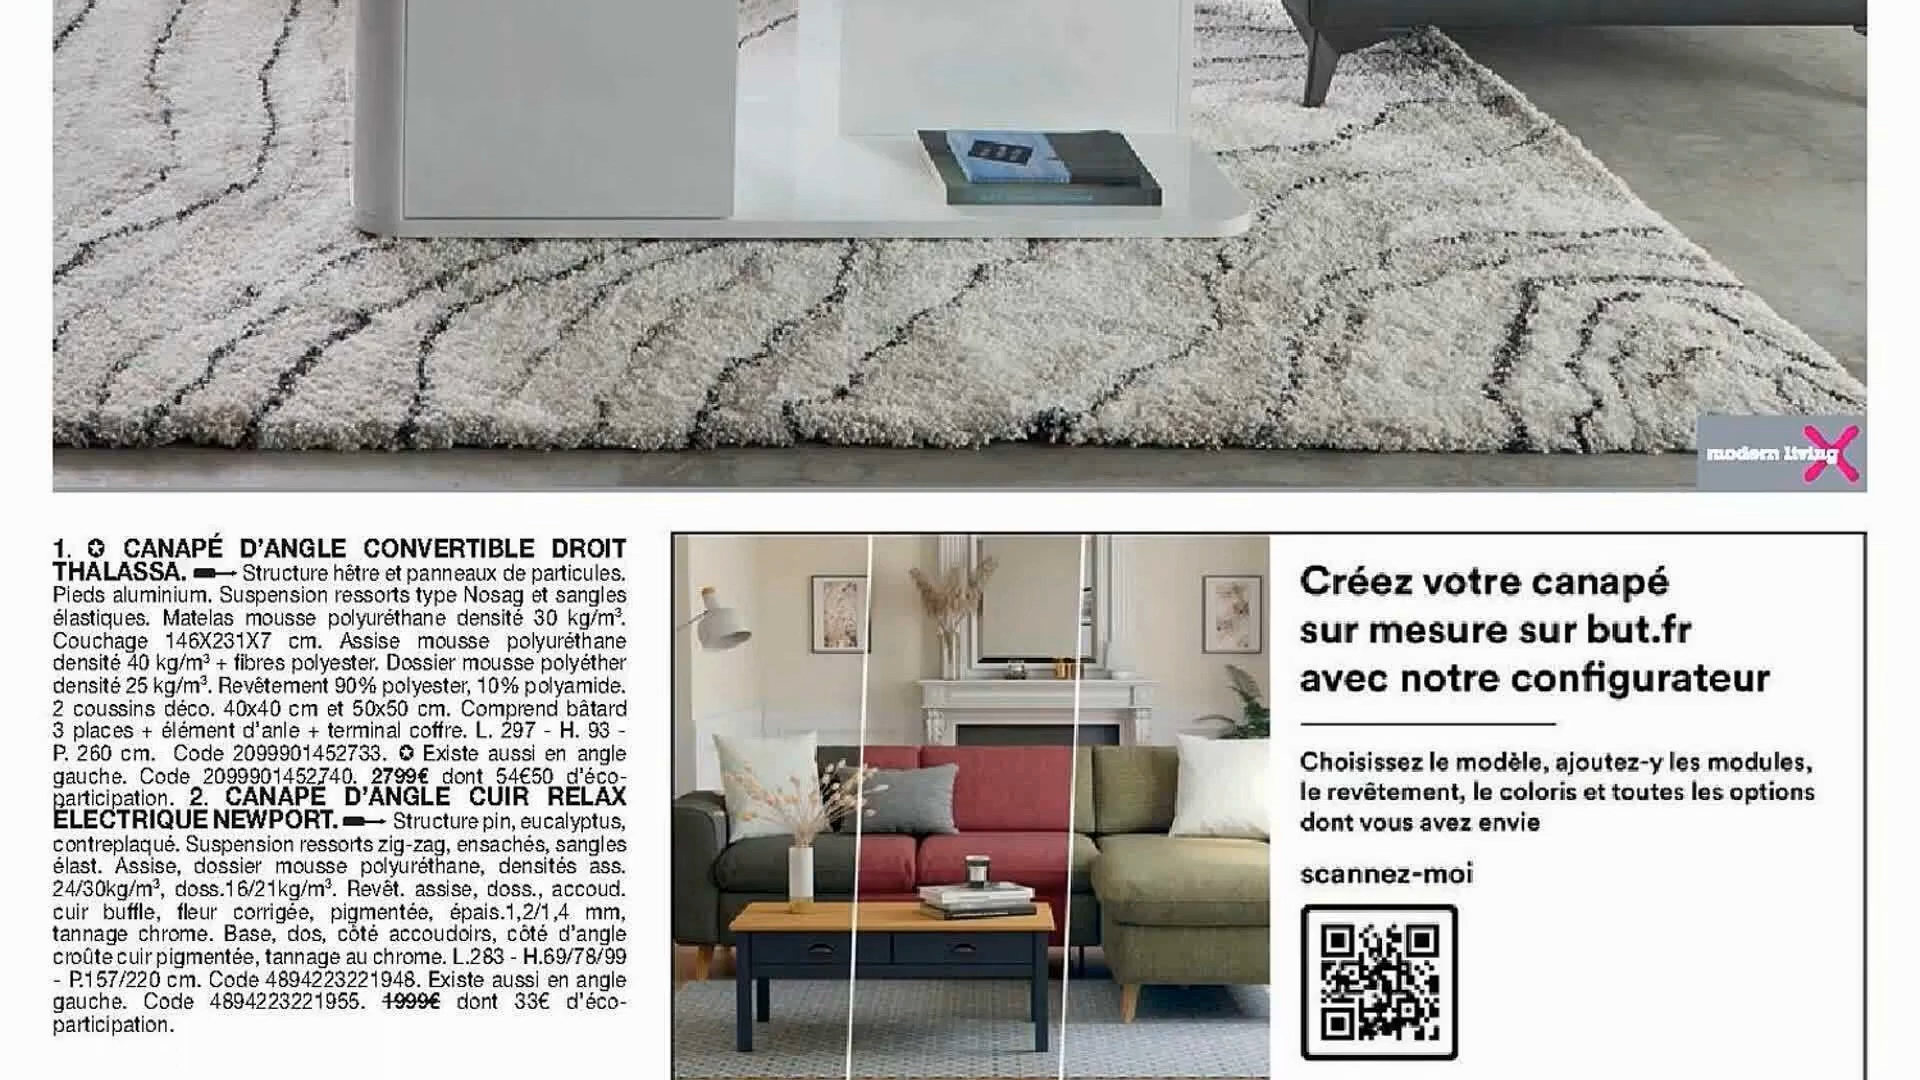 modern living
1. ✪ CANAPÉ D'ANGLE CONVERTIBLE DROIT
THALASSA. Structure hêtre et panneaux de particules.
Pieds aluminium. Suspension ressorts type Nosag et sangles
élastiques. Matelas mousse polyuréthane densité 30 kg/m³.
Couchage 146X231X7 cm. Assise mousse polyuréthane
densité 40 kg/m³ + fibres polyester. Dossier mousse polyéther
densité 25 kg/m³. Revêtement 90% polyester, 10% polyamide.
2 coussins déco. 40x40 cm et 50x50 cm. Comprend bâtard
3 places + élément d'anle + terminal coffre. L. 297 - H. 93 -
P. 260 cm. Code 2099901452733. ✪ Existe aussi en angle
gauche. Code 2099901452740. 2799€ dont 54€50 d'éco-
participation. 2. CANAPÉ D'ANGLE CUIR RELAX
ELECTRIQUE NEWPORT. Structure pin, eucalyptus,
contreplaqué. Suspension ressorts zig-zag, ensachés, sangles
élast. Assise, dossier mousse polyuréthane, densités ass.
24/30kg/m³, doss.16/21kg/m³. Revêt. assise, doss., accoud.
cuir buffle, fleur corrigée, pigmentée, épais.1,2/1,4 mm,
tannage chrome. Base, dos, côté accoudoirs, côté d'angle
croûte cuir pigmentée, tannage au chrome. L.283 - H.69/78/99
- P.157/220 cm. Code 4894223221948. Existe aussi en angle
gauche. Code 4894223221955. 1999€ dont 33€ d'éco-
participation.
Créez votre canapé
sur mesure sur but.fr
avec notre configurateur
Choisissez le modèle, ajoutez-y les modules,
le revêtement, le coloris et toutes les options
dont vous avez envie
scannez-moi